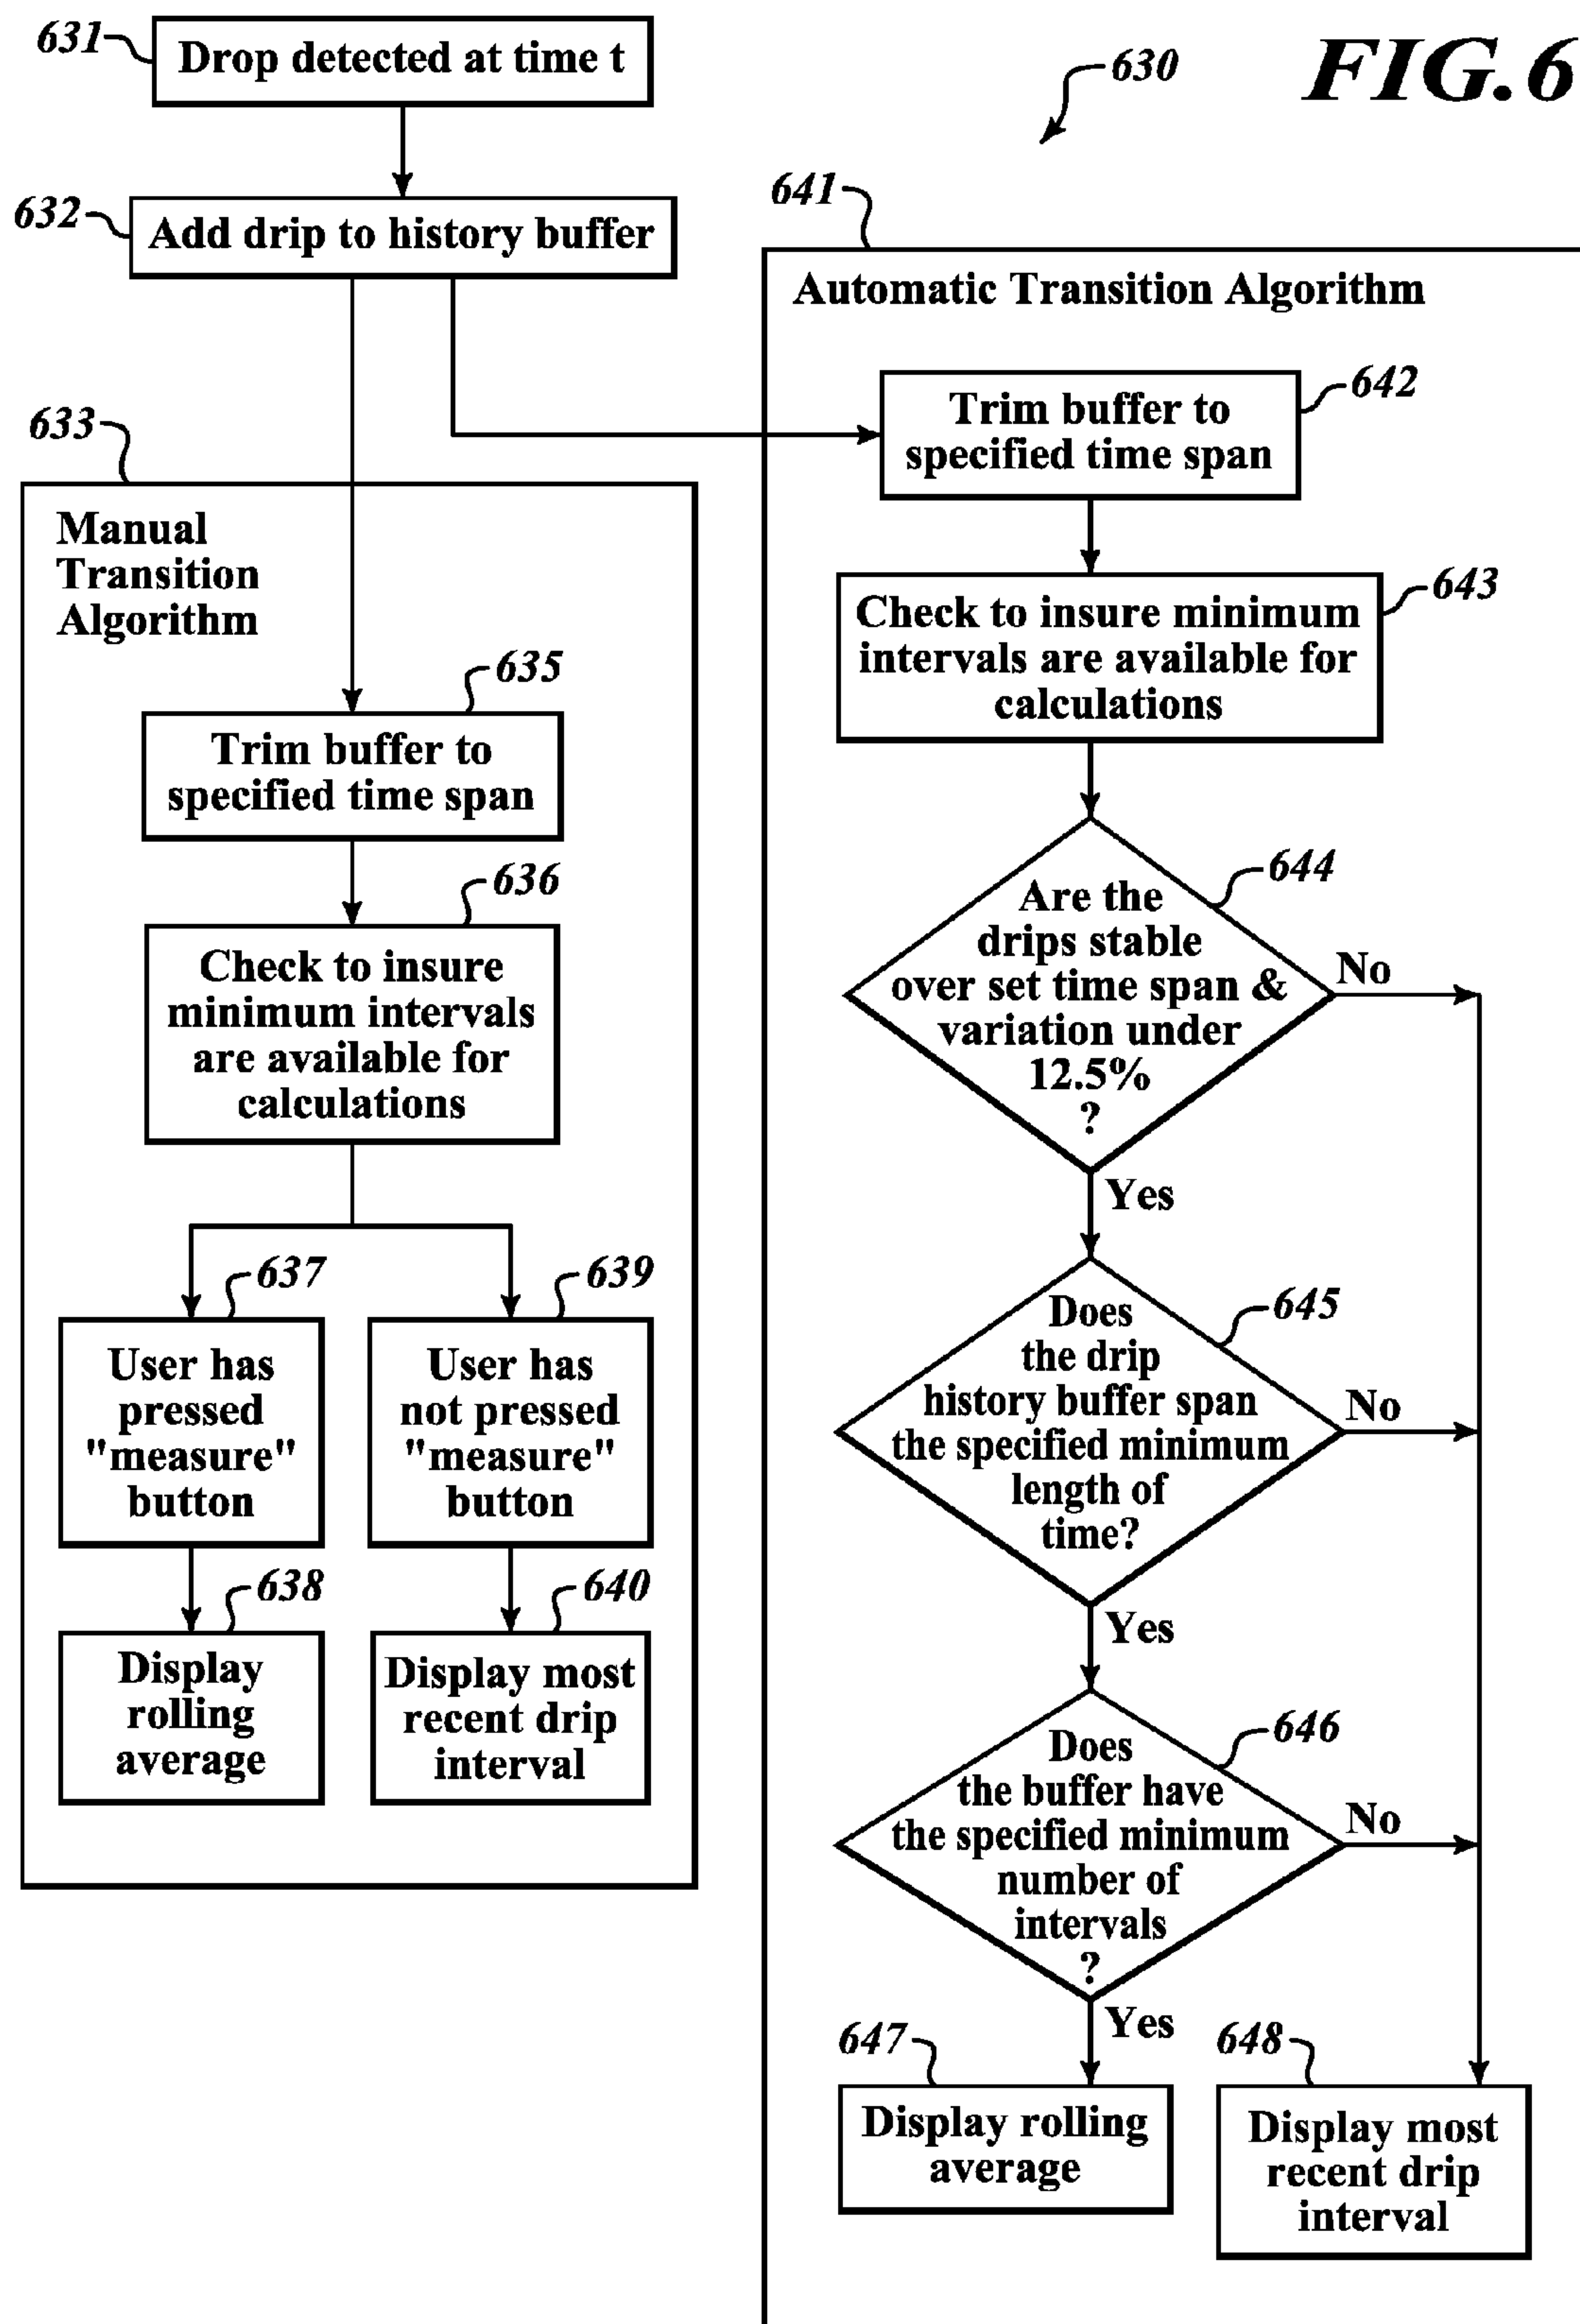 FIG.6
630
631
Drop detected at time t
632
Add drip to history buffer
633
Manual
Transition
Algorithm
635
Trim buffer to
specified time span
636
Check to insure
minimum intervals
are available for
calculations
637
User has
pressed
"measure"
button
638
Display
rolling
average
639
User has
not pressed
"measure"
button
640
Display most
recent drip
interval
641
Automatic Transition Algorithm
642
Trim buffer to
specified time span
643
Check to insure minimum
intervals are available for
calculations
644
Are the
drips stable
over set time span &
variation under
12.5%
?
No
Yes
645
Does
the drip
history buffer span
the specified minimum
length of
time?
No
Yes
646
Does
the buffer have
the specified minimum
number of
intervals
?
No
Yes
647
Display rolling
average
648
Display most
recent drip
interval